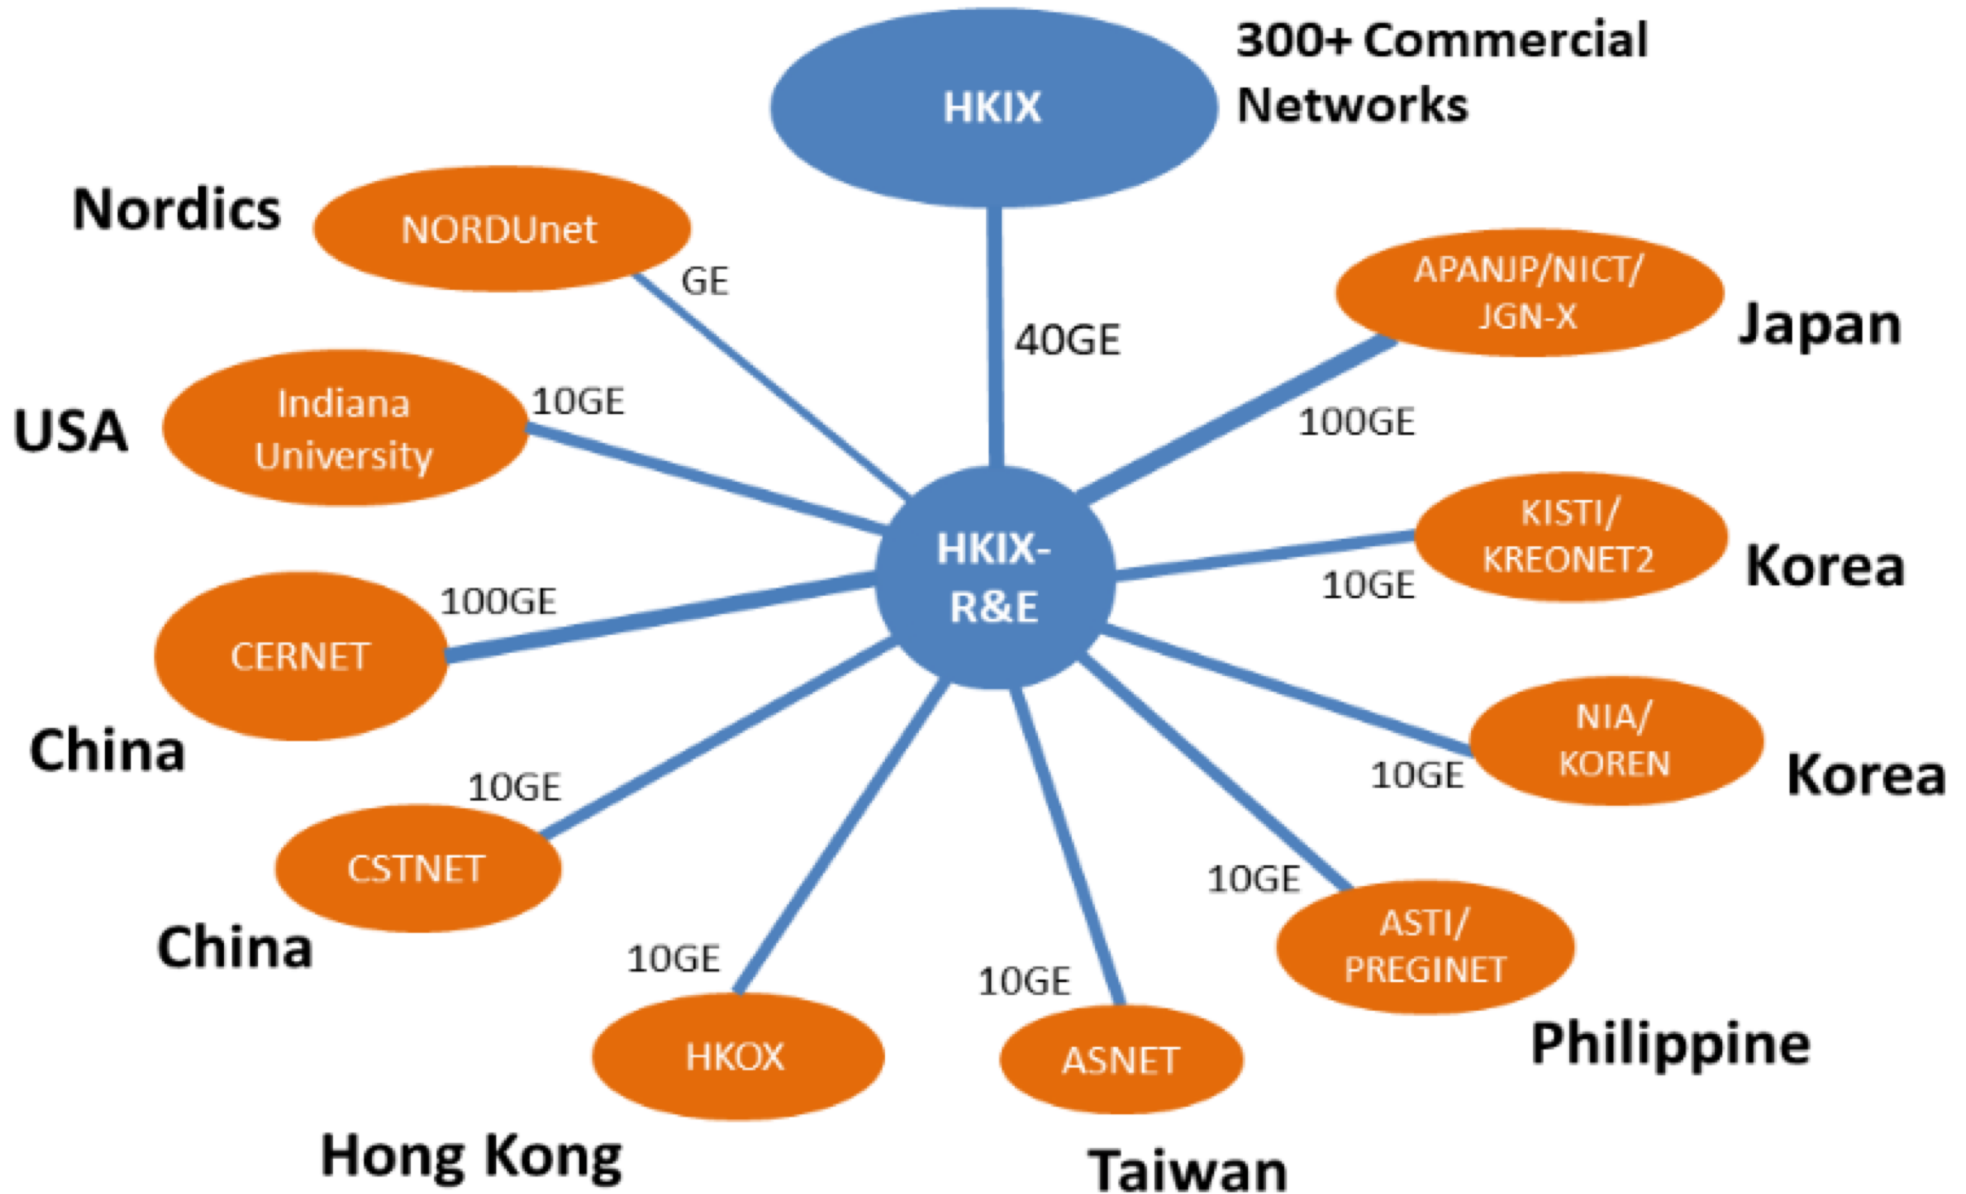 300+ Commercial
Networks
HKIX
Nordics
NORDUnet
GE
40GE
APANJP/NICT/
JGN-X
Japan
100GE
USA
Indiana
University
10GE
KISTI/
KREONET2
Korea
10GE
HKIX-
R&E
CERNET
100GE
China
NIA/
KOREN
Korea
10GE
CSTNET
10GE
China
ASTI/
PREGINET
10GE
Philippine
HKOX
10GE
Hong Kong
ASNET
10GE
Taiwan